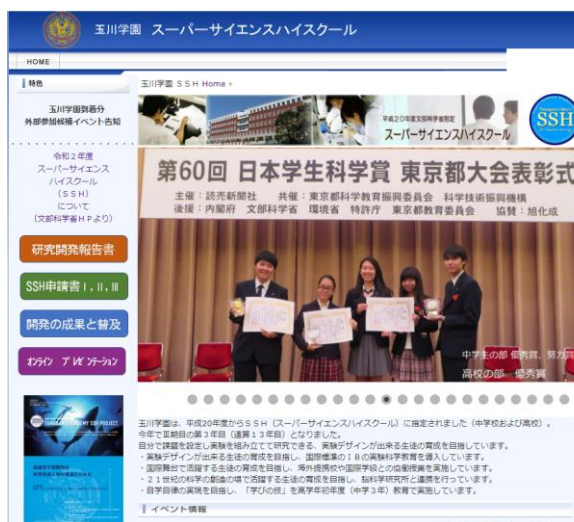 玉川学園 スーパーサイエンスハイスクール
HOME
特色
玉川学園到着分
外部参加候補イベント告知
令和２年度
スーパーサイエンス
ハイスクール
（ＳＳＨ）
について
（文部科学省ＨＰより）
研究開発報告書
SSH申請書Ⅰ,Ⅱ,Ⅲ
開発の成果と普及
オンライン プレゼンテーション
玉川学園 ＳＳＨ Home >
平成２０年度文部科学省指定
スーパーサイエンスハイスクール
SSH
第60回 日本学生科学賞 東京都大会表彰式
主催：読売新聞社 共催：東京都科学教育振興委員会 科学技術振興機構
後援：内閣府 文部科学省 環境省 特許庁 東京都教育委員会 協賛：旭化成
中学生の部 優秀賞、努力
高校の部 優秀賞
玉川学園は、平成20年度からＳＳＨ（スーパーサイエンスハイスクール）に指定されました（中学校および高校）。
今年でⅢ期目の第３年目（通算１３年目）となりました。
自分で課題を設定し実験を組み立てて研究できる、実験デザインが出来る生徒の育成を目指しています。
・実験デザインが出来る生徒の育成を目指し、国際標準のＩＢの実験科学教育を導入しています。
・国際舞台で活躍する生徒の育成を目指し、海外提携校や国際学級との協働授業を実施しています。
・２１世紀の科学の創造の場で活躍する生徒の育成を目指し、脳科学研究所と連携を行っています。
・自学自律の実現を目指し、「学びの技」を高学年初年度（中学３年）教育で実施しています。
イベント情報